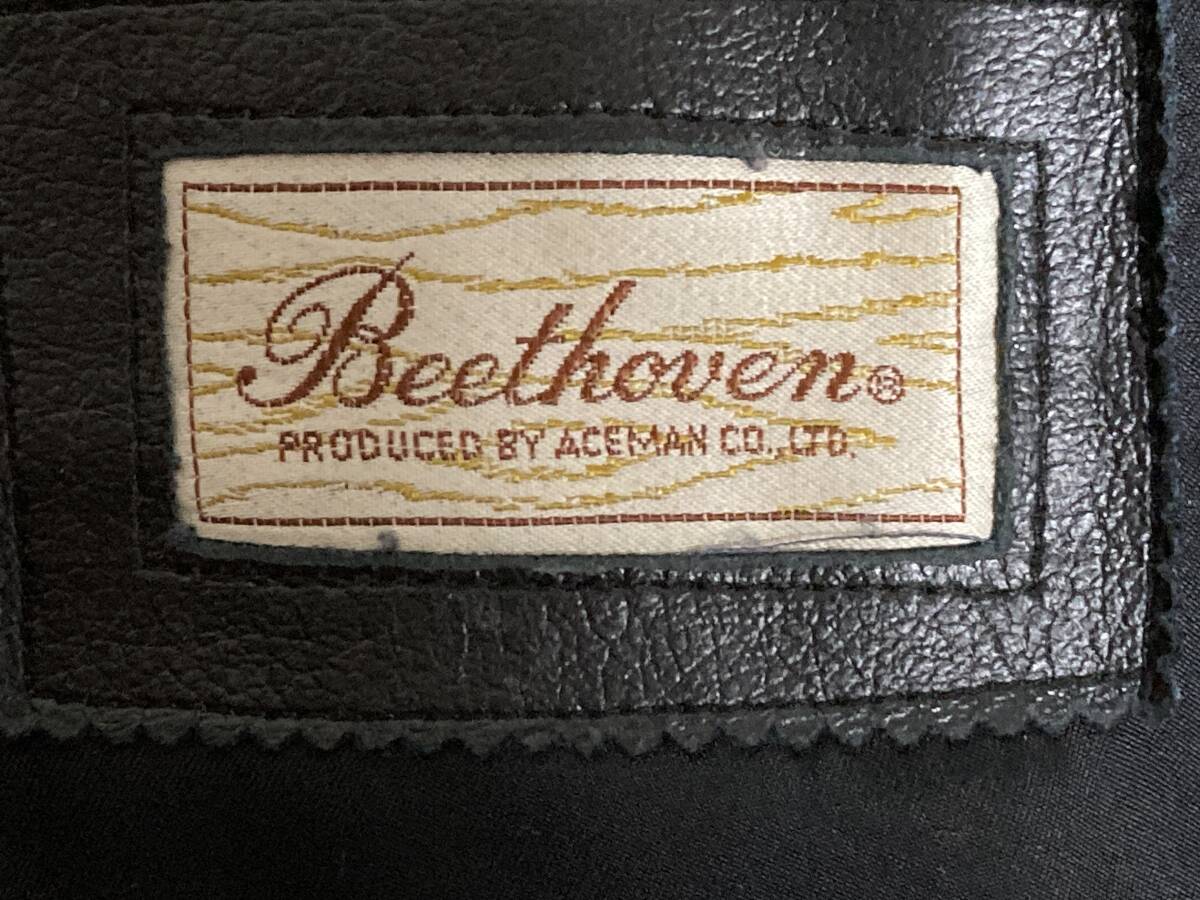 Beethoven®
PRODUCED BY ACEMAN CO.,LTD.